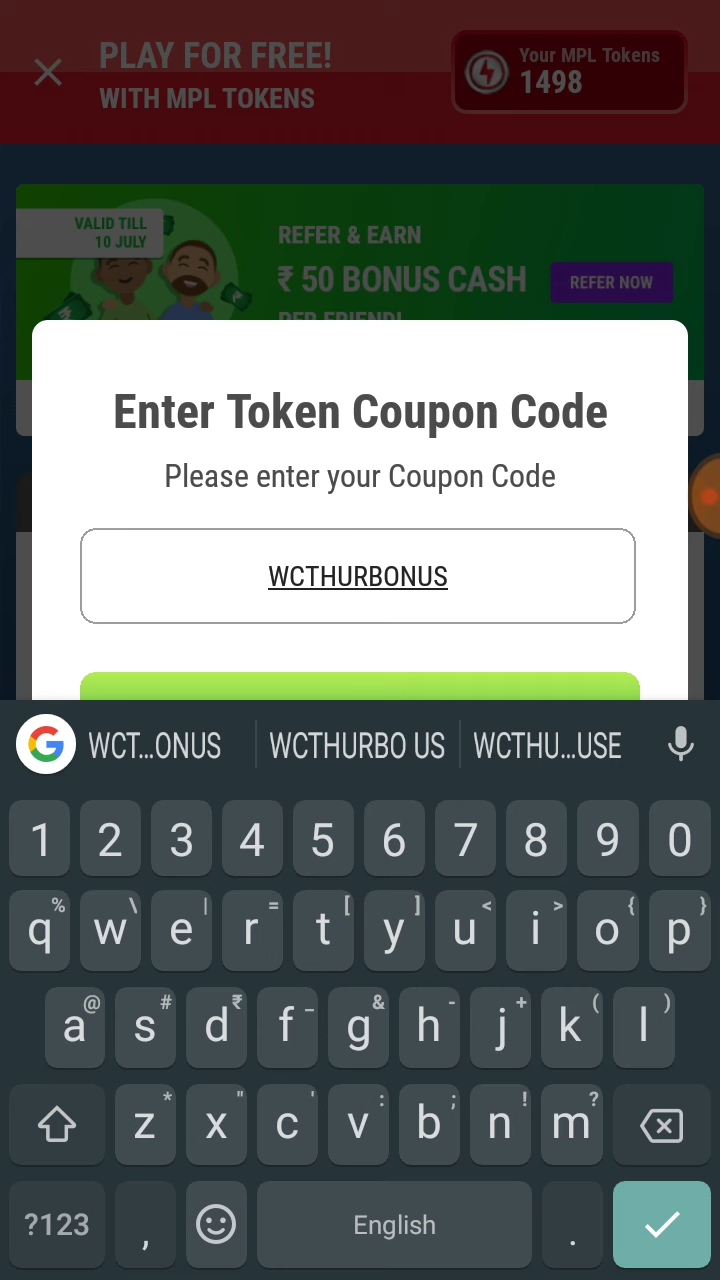 PLAY FOR FREE!
WITH MPL TOKENS
Your MPL Tokens
1498
VALID TILL
10 JULY
REFER & EARN
₹ 50 BONUS CASH
REFER NOW
PER FRIEND!
Enter Token Coupon Code
Please enter your Coupon Code
WCTHURBONUS
WCT...ONUS WCTHURBO US WCTHU...USE
1 2 3 4 5 6 7 8 9 0
% \ | = [ ] < > { }
q w e r t y u i o p
@ # ₹ _ & - + ( )
a s d f g h j k l
* " ' : ; ! ?
z x c v b n m
?123 , English .